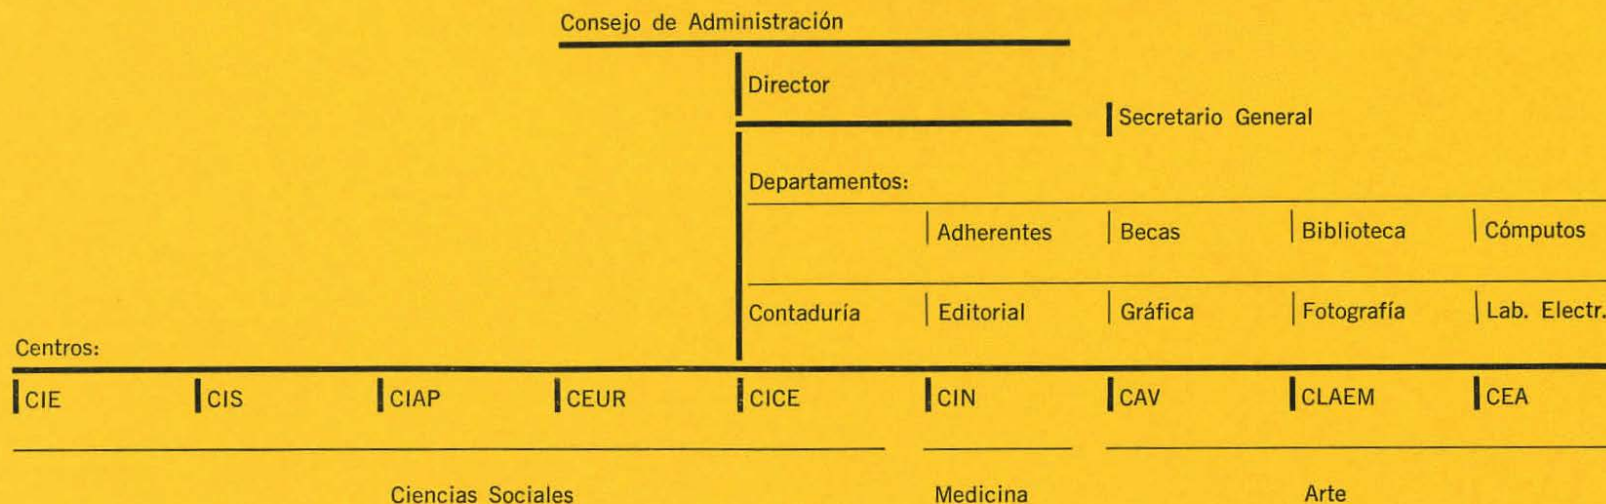 Consejo de Administración
Director
Secretario General
Departamentos:
Adherentes Becas Biblioteca Cómputos
Contaduría Editorial Gráfica Fotografía Lab. Electr.
Centros:
CIE CIS CIAP CEUR CICE CIN CAV CLAEM CEA
Ciencias Sociales Medicina Arte